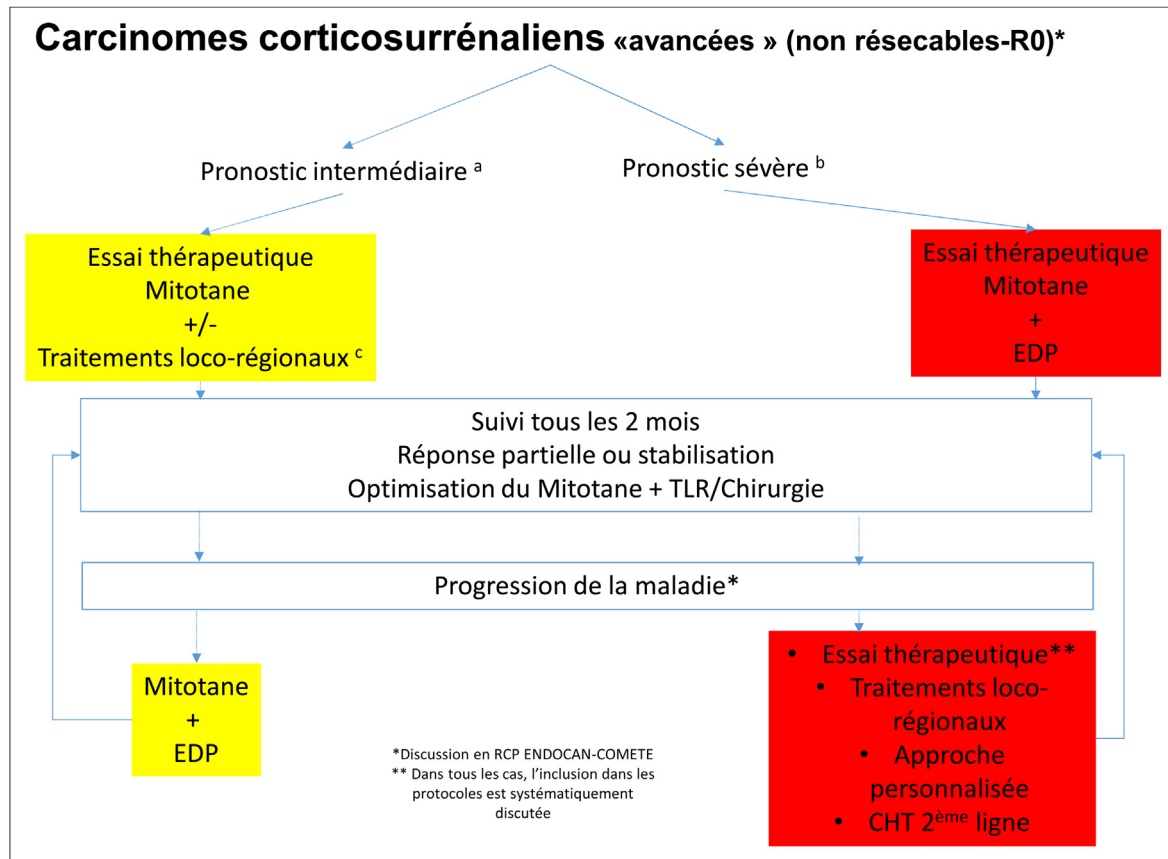 Carcinomes corticosurrénaliens «avancées » (non résecables-R0)*
Pronostic intermédiaire a
Pronostic sévère b
Essai thérapeutique
Mitotane
+/-
Traitements loco-régionaux c
Essai thérapeutique
Mitotane
+
EDP
Suivi tous les 2 mois
Réponse partielle ou stabilisation
Optimisation du Mitotane + TLR/Chirurgie
Progression de la maladie*
Mitotane
+
EDP
• Essai thérapeutique**
• Traitements loco-
régionaux
• Approche
personnalisée
• CHT 2ème ligne
*Discussion en RCP ENDOCAN-COMETE
** Dans tous les cas, l'inclusion dans les
protocoles est systématiquement
discutée